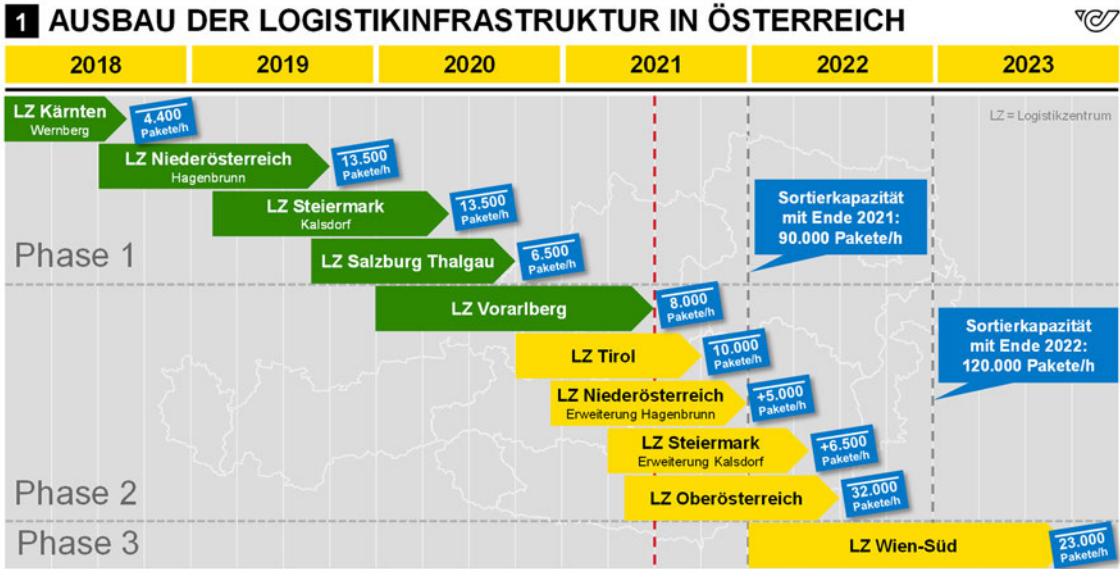 1 AUSBAU DER LOGISTIKINFRASTRUKTUR IN ÖSTERREICH
2018 2019 2020 2021 2022 2023
LZ = Logistikzentrum
LZ Kärnten
Wernberg
4.400
Pakete/h
LZ Niederösterreich
Hagenbrunn
13.500
Pakete/h
LZ Steiermark
Kalsdorf
13.500
Pakete/h
Sortierkapazität
mit Ende 2021:
90.000 Pakete/h
Phase 1
LZ Salzburg Thalgau
6.500
Pakete/h
LZ Vorarlberg
8.000
Pakete/h
Sortierkapazität
mit Ende 2022:
120.000 Pakete/h
LZ Tirol
10.000
Pakete/h
LZ Niederösterreich
Erweiterung Hagenbrunn
+5.000
Pakete/h
LZ Steiermark
Erweiterung Kalsdorf
+6.500
Pakete/h
Phase 2
LZ Oberösterreich
32.000
Pakete/h
Phase 3
LZ Wien-Süd
23.000
Pakete/h